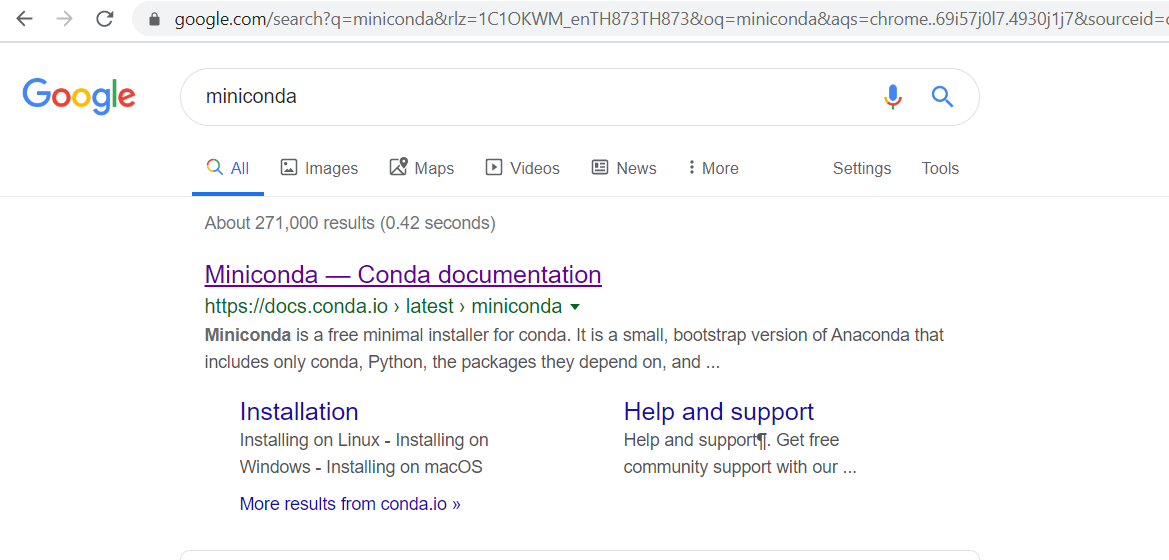 google.com/search?q=miniconda&rlz=1C1OKWM_enTH873TH873&oq=miniconda&aqs=chrome..69i57j0l7.4930j1j7&sourceid=
Google
miniconda
All Images Maps Videos News More Settings Tools
About 271,000 results (0.42 seconds)
Miniconda — Conda documentation
https://docs.conda.io › latest › miniconda
Miniconda is a free minimal installer for conda. It is a small, bootstrap version of Anaconda that
includes only conda, Python, the packages they depend on, and ...
Installation
Installing on Linux - Installing on
Windows - Installing on macOS
Help and support
Help and support¶. Get free
community support with our ...
More results from conda.io »